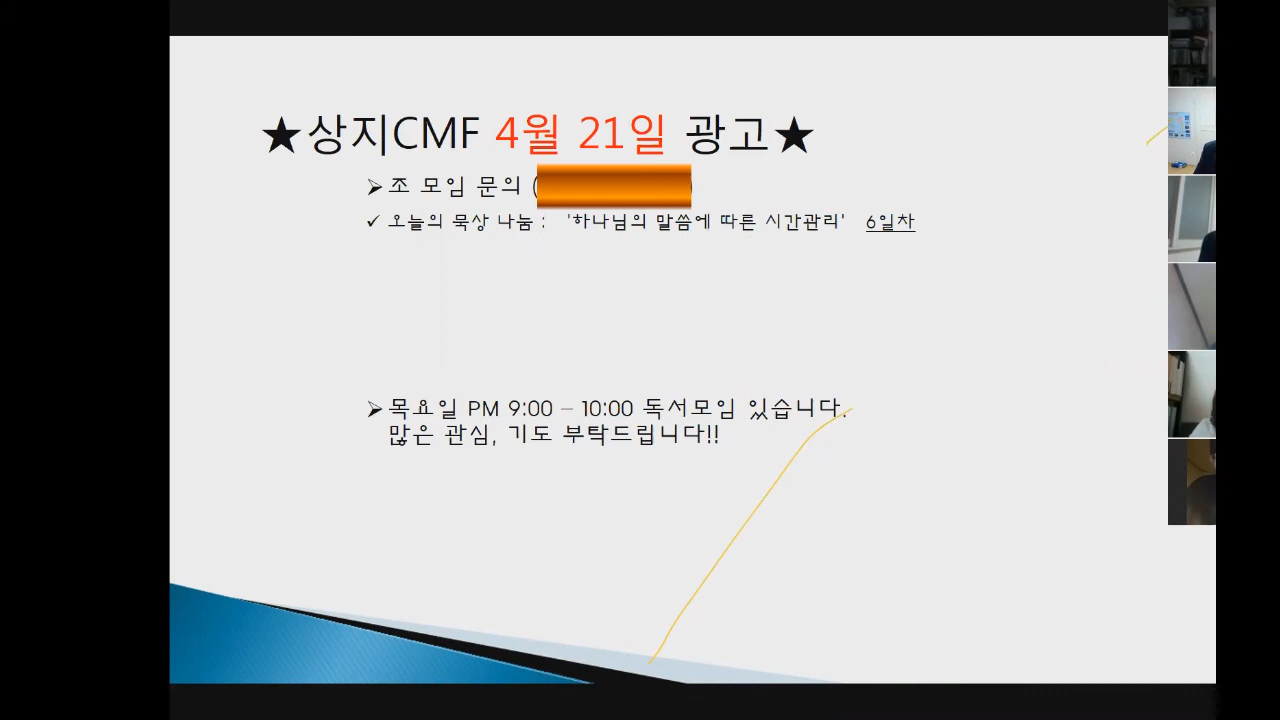 ★상지CMF 4월 21일 광고★
➢조 모임 문의 ( )
✓ 오늘의 묵상 나눔 : '하나님의 말씀에 따른 시간관리' 6일차
➢목요일 PM 9:00 – 10:00 독서모임 있습니다.
많은 관심, 기도 부탁드립니다!!